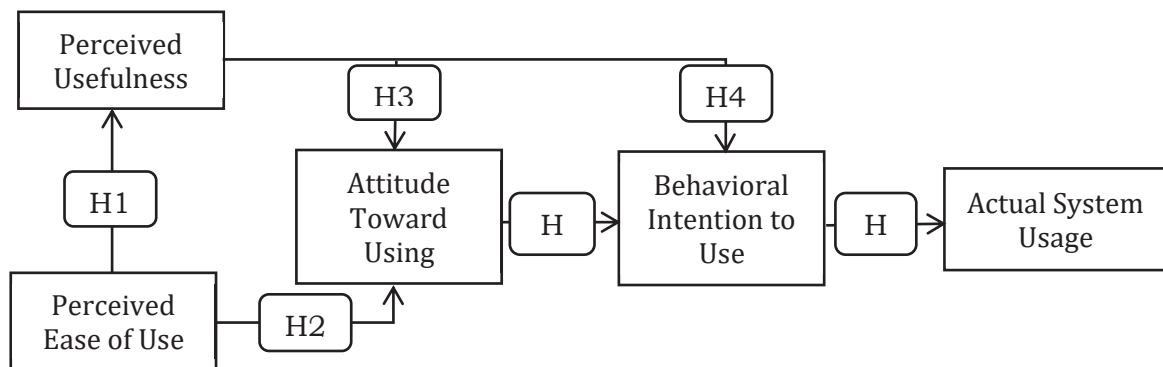 Perceived
Usefulness
H3
H4
H1
Attitude
Toward
Using
H
Behavioral
Intention to
Use
H
Actual System
Usage
Perceived
Ease of Use
H2